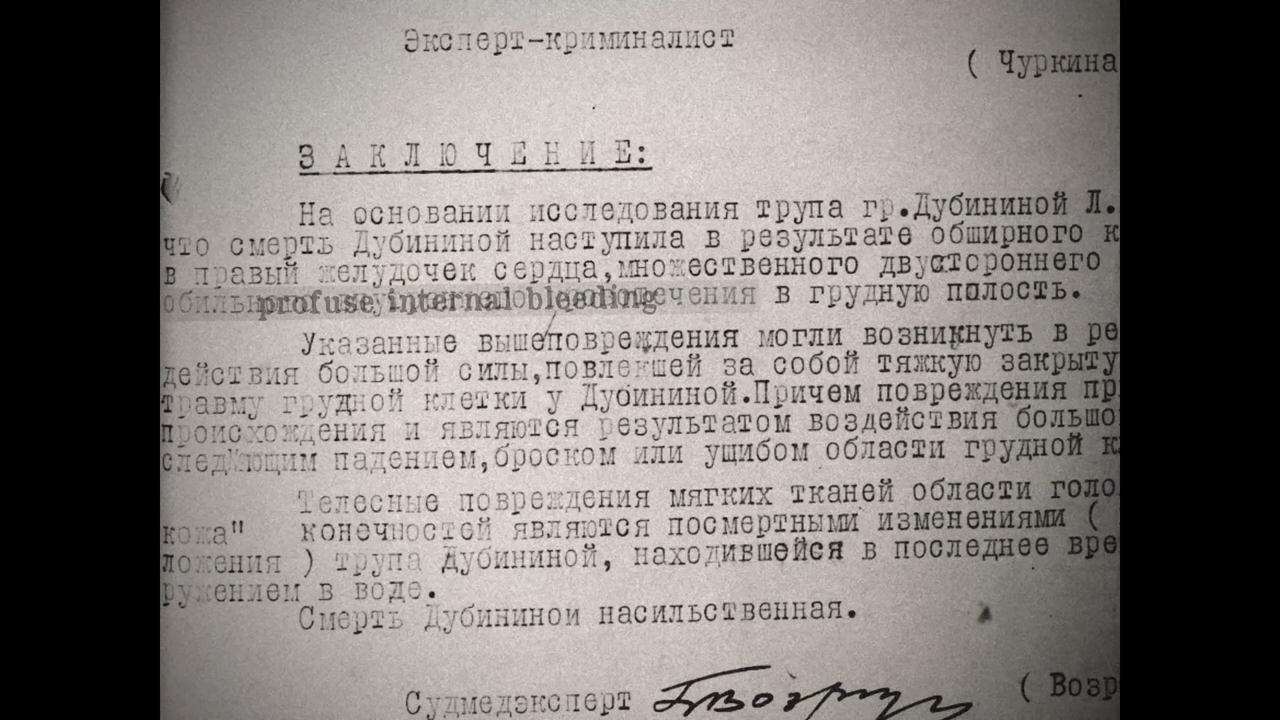 Эксперт-криминалист
( Чуркина
ЗАКЛЮЧЕНИЕ:
На основании исследования трупа гр.Дубининой Л.
что смерть Дубининой наступила в результате обширного к
в правый желудочек сердца,множественного двустороннего
profuse internal bleeding в грудную полость.
Указанные вышеповреждения могли возникнуть в ре
действия большой силы,повлекшей за собой тяжкую закрыту
травму грудной клетки у Дубининой.Причем повреждения при
происхождения и являются результатом воздействия большо
следующим падением,броском или ушибом области грудной к
Телесные повреждения мягких тканей области голо
кожа" конечностей являются посмертными изменениями (
ложения ) трупа Дубининой, находившейся в последнее вре
ружением в воде.
Смерть Дубининои насильственная.
Судмедэксперт
( Возр